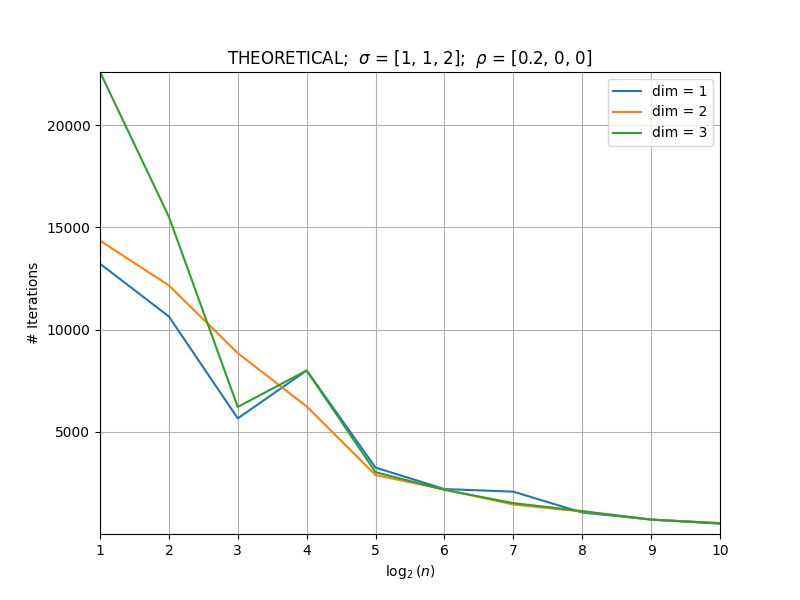 THEORETICAL;  σ = [1, 1, 2];  ρ = [0.2, 0, 0]
dim = 1
dim = 2
dim = 3
20000
15000
10000
5000
# Iterations
1 2 3 4 5 6 7 8 9 10
log₂(n)